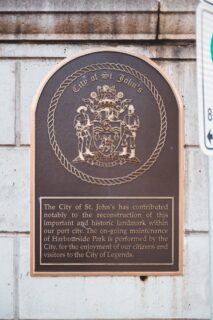 City of St. John's
The City of St. John's has contributed
notably to the reconstruction of this
important and historic landmark within
our port city. The on-going maintenance
of Harbourside Park is performed by the
City, for the enjoyment of our citizens and
visitors to the City of Legends.
8